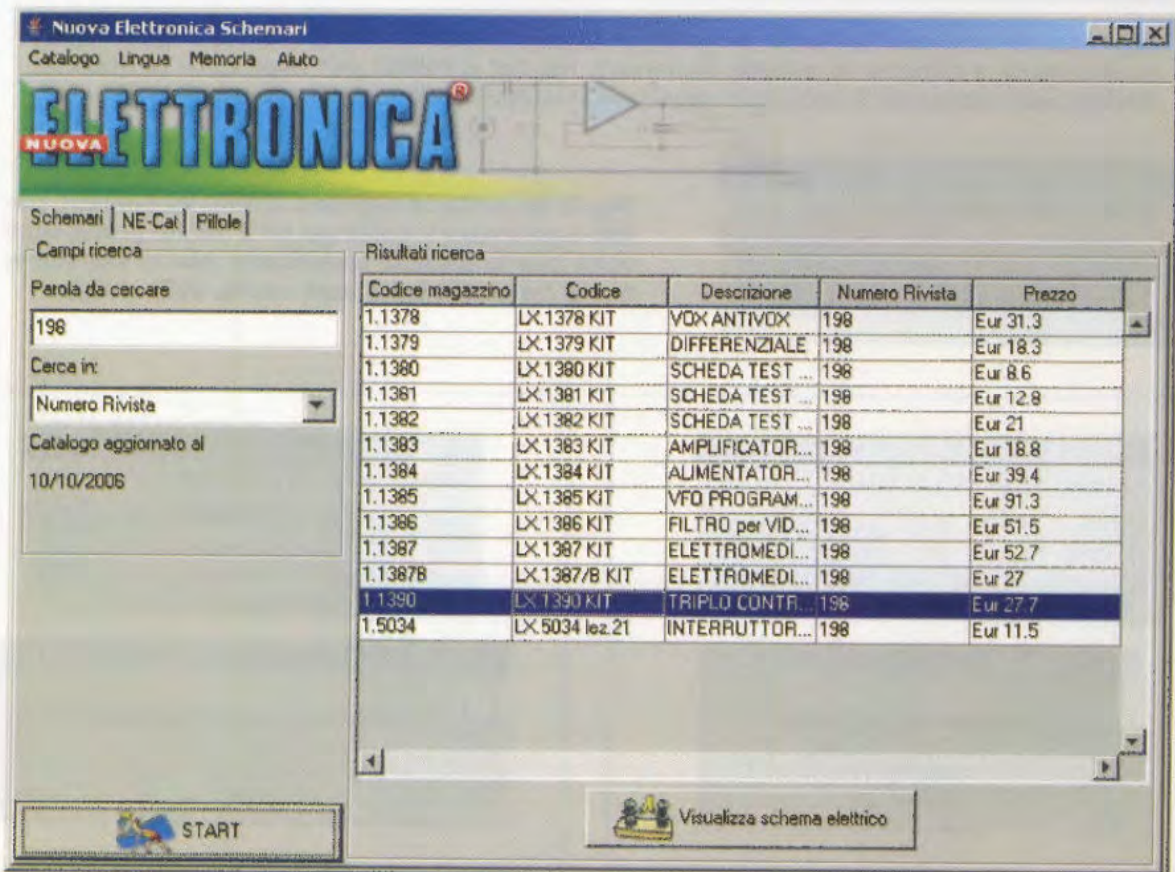 Nuova Elettronica Schemari
Catalogo Lingua Memoria Aiuto
NUOVA ELETTRONICA®
Schemari NE-Cat Pillole
Campi ricerca
Parola da cercare
198
Cerca in:
Numero Rivista
Catalogo aggiornato al
10/10/2006
START
Risultati ricerca
Codice magazzino Codice Descrizione Numero Rivista Prezzo
1.1378 LX.1378 KIT VOX ANTIVOX 198 Eur 31.3
1.1379 LX.1379 KIT DIFFERENZIALE 198 Eur 18.3
1.1380 LX.1380 KIT SCHEDA TEST ... 198 Eur 8.6
1.1381 LX.1381 KIT SCHEDA TEST ... 198 Eur 12.8
1.1382 LX.1382 KIT SCHEDA TEST ... 198 Eur 21
1.1383 LX.1383 KIT AMPLIFICATOR... 198 Eur 18.8
1.1384 LX.1384 KIT ALIMENTATOR... 198 Eur 39.4
1.1385 LX.1385 KIT VFO PROGRAM... 198 Eur 91.3
1.1386 LX.1386 KIT FILTRO per VID... 198 Eur 51.5
1.1387 LX.1387 KIT ELETTROMEDI... 198 Eur 52.7
1.1387B LX.1387/B KIT ELETTROMEDI... 198 Eur 27
1.1390 LX.1390 KIT TRIPLO CONTR... 198 Eur 27.7
1.5034 LX.5034 lez.21 INTERRUTTOR... 198 Eur 11.5
Visualizza schema elettrico